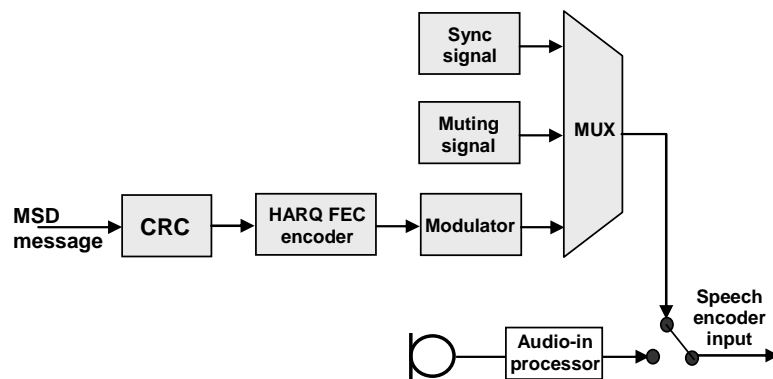 Sync
signal
Muting
signal
MUX
MSD
message
CRC
HARQ FEC
encoder
Modulator
Speech
encoder
input
Audio-in
processor